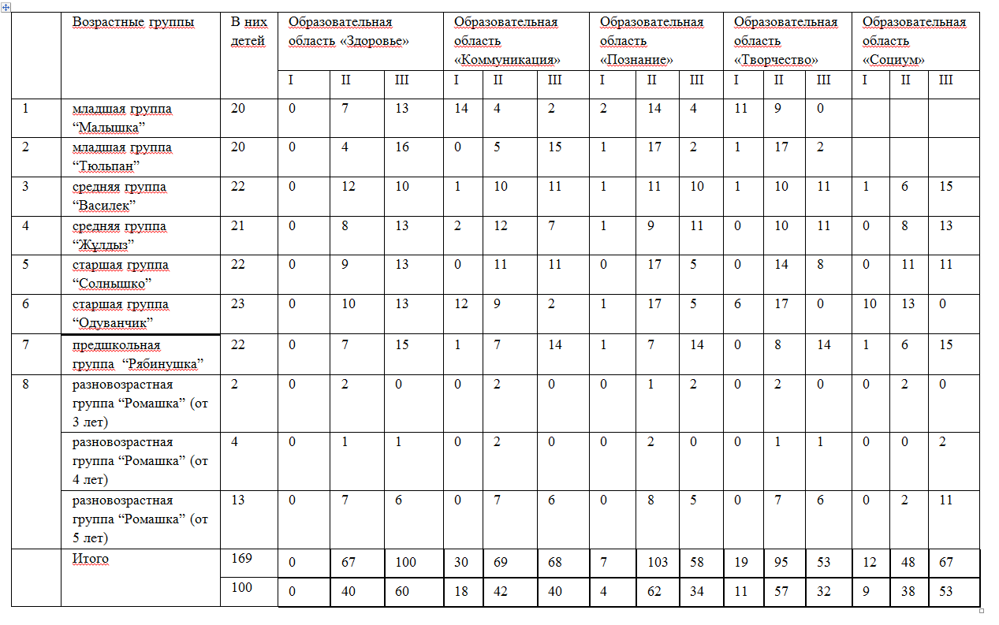 Возрастные группы В них Образовательная Образовательная Образовательная Образовательная Образовательная
детей область «Здоровье» область область область область
«Коммуникация» «Познание» «Творчество» «Социум»
I II III I II III I II III I II III I II III
1 младшая группа 20 0 7 13 14 4 2 2 14 4 11 9 0
“Малышка”
2 младшая группа 20 0 4 16 0 5 15 1 17 2 1 17 2
“Тюльпан”
3 средняя группа 22 0 12 10 1 10 11 1 11 10 1 10 11 1 6 15
“Василек”
4 средняя группа 21 0 8 13 2 12 7 1 9 11 0 10 11 0 8 13
“Жұлдыз”
5 старшая группа 22 0 9 13 0 11 11 0 17 5 0 14 8 0 11 11
“Солнышко”
6 старшая группа 23 0 10 13 12 9 2 1 17 5 6 17 0 10 13 0
“Одуванчик”
7 предшкольная 22 0 7 15 1 7 14 1 7 14 0 8 14 1 6 15
группа “Рябинушка”
8 разновозрастная 2 0 2 0 0 2 0 0 1 2 0 2 0 0 2 0
группа “Ромашка” (от
3 лет)
разновозрастная 4 0 1 1 0 2 0 0 2 0 0 1 1 0 0 2
группа “Ромашка” (от
4 лет)
разновозрастная 13 0 7 6 0 7 6 0 8 5 0 7 6 0 2 11
группа “Ромашка” (от
5 лет)
Итого 169 0 67 100 30 69 68 7 103 58 19 95 53 12 48 67
100 0 40 60 18 42 40 4 62 34 11 57 32 9 38 53